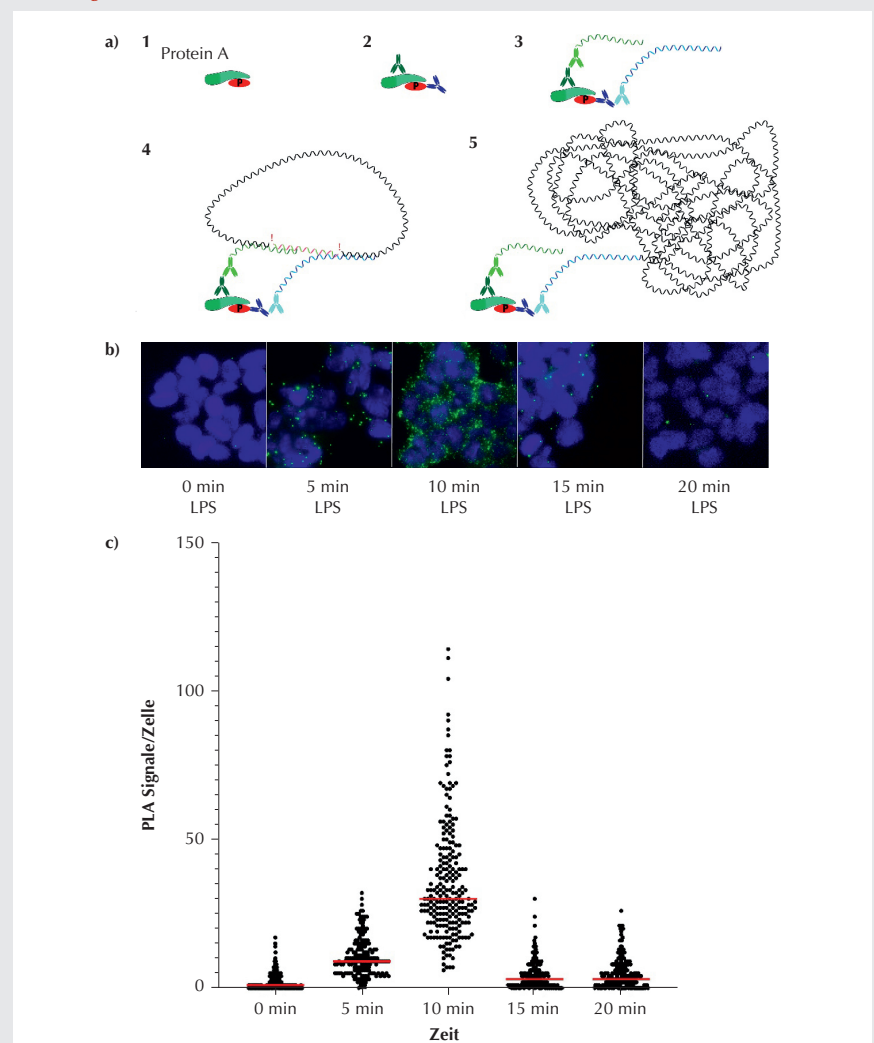 a) 1 2 3
Protein A
P P P
4 5
! !
P P
b)
0 min 5 min 10 min 15 min 20 min
LPS LPS LPS LPS LPS
c)
150
100
PLA Signale/Zelle
50
0
0 min 5 min 10 min 15 min 20 min
Zeit